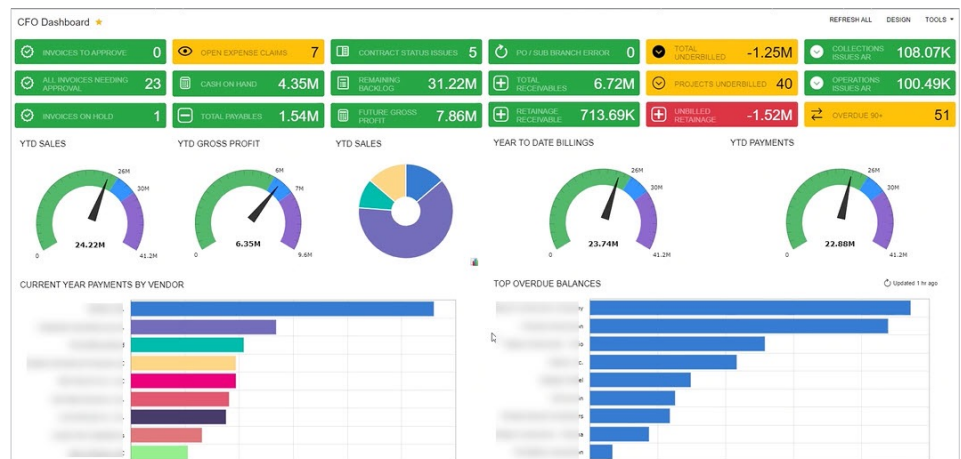 CFO Dashboard
REFRESH ALL DESIGN TOOLS
INVOICES TO APPROVE 0
OPEN EXPENSE CLAIMS 7
CONTRACT STATUS ISSUES 5
PO / SUB BRANCH ERROR 0
TOTAL
UNDERBILLED -1.25M
COLLECTIONS
ISSUES AR 108.07K
ALL INVOICES NEEDING
APPROVAL 23
CASH ON HAND 4.35M
REMAINING
BACKLOG 31.22M
TOTAL
RECEIVABLES 6.72M
PROJECTS UNDERBILLED 40
OPERATIONS
ISSUES AR 100.49K
INVOICES ON HOLD 1
TOTAL PAYABLES 1.54M
FUTURE GROSS
PROFIT 7.86M
RETAINAGE
RECEIVABLE 713.69K
UNBILLED
RETAINAGE -1.52M
OVERDUE 90+ 51
YTD SALES
26M
30M
24.22M
0
41.2M
YTD GROSS PROFIT
6M
7M
6.35M
0
9.6M
YTD SALES
YEAR TO DATE BILLINGS
26M
30M
23.74M
0
41.2M
YTD PAYMENTS
26M
30M
22.88M
0
41.2M
CURRENT YEAR PAYMENTS BY VENDOR
TOP OVERDUE BALANCES
Updated 1 hr ago